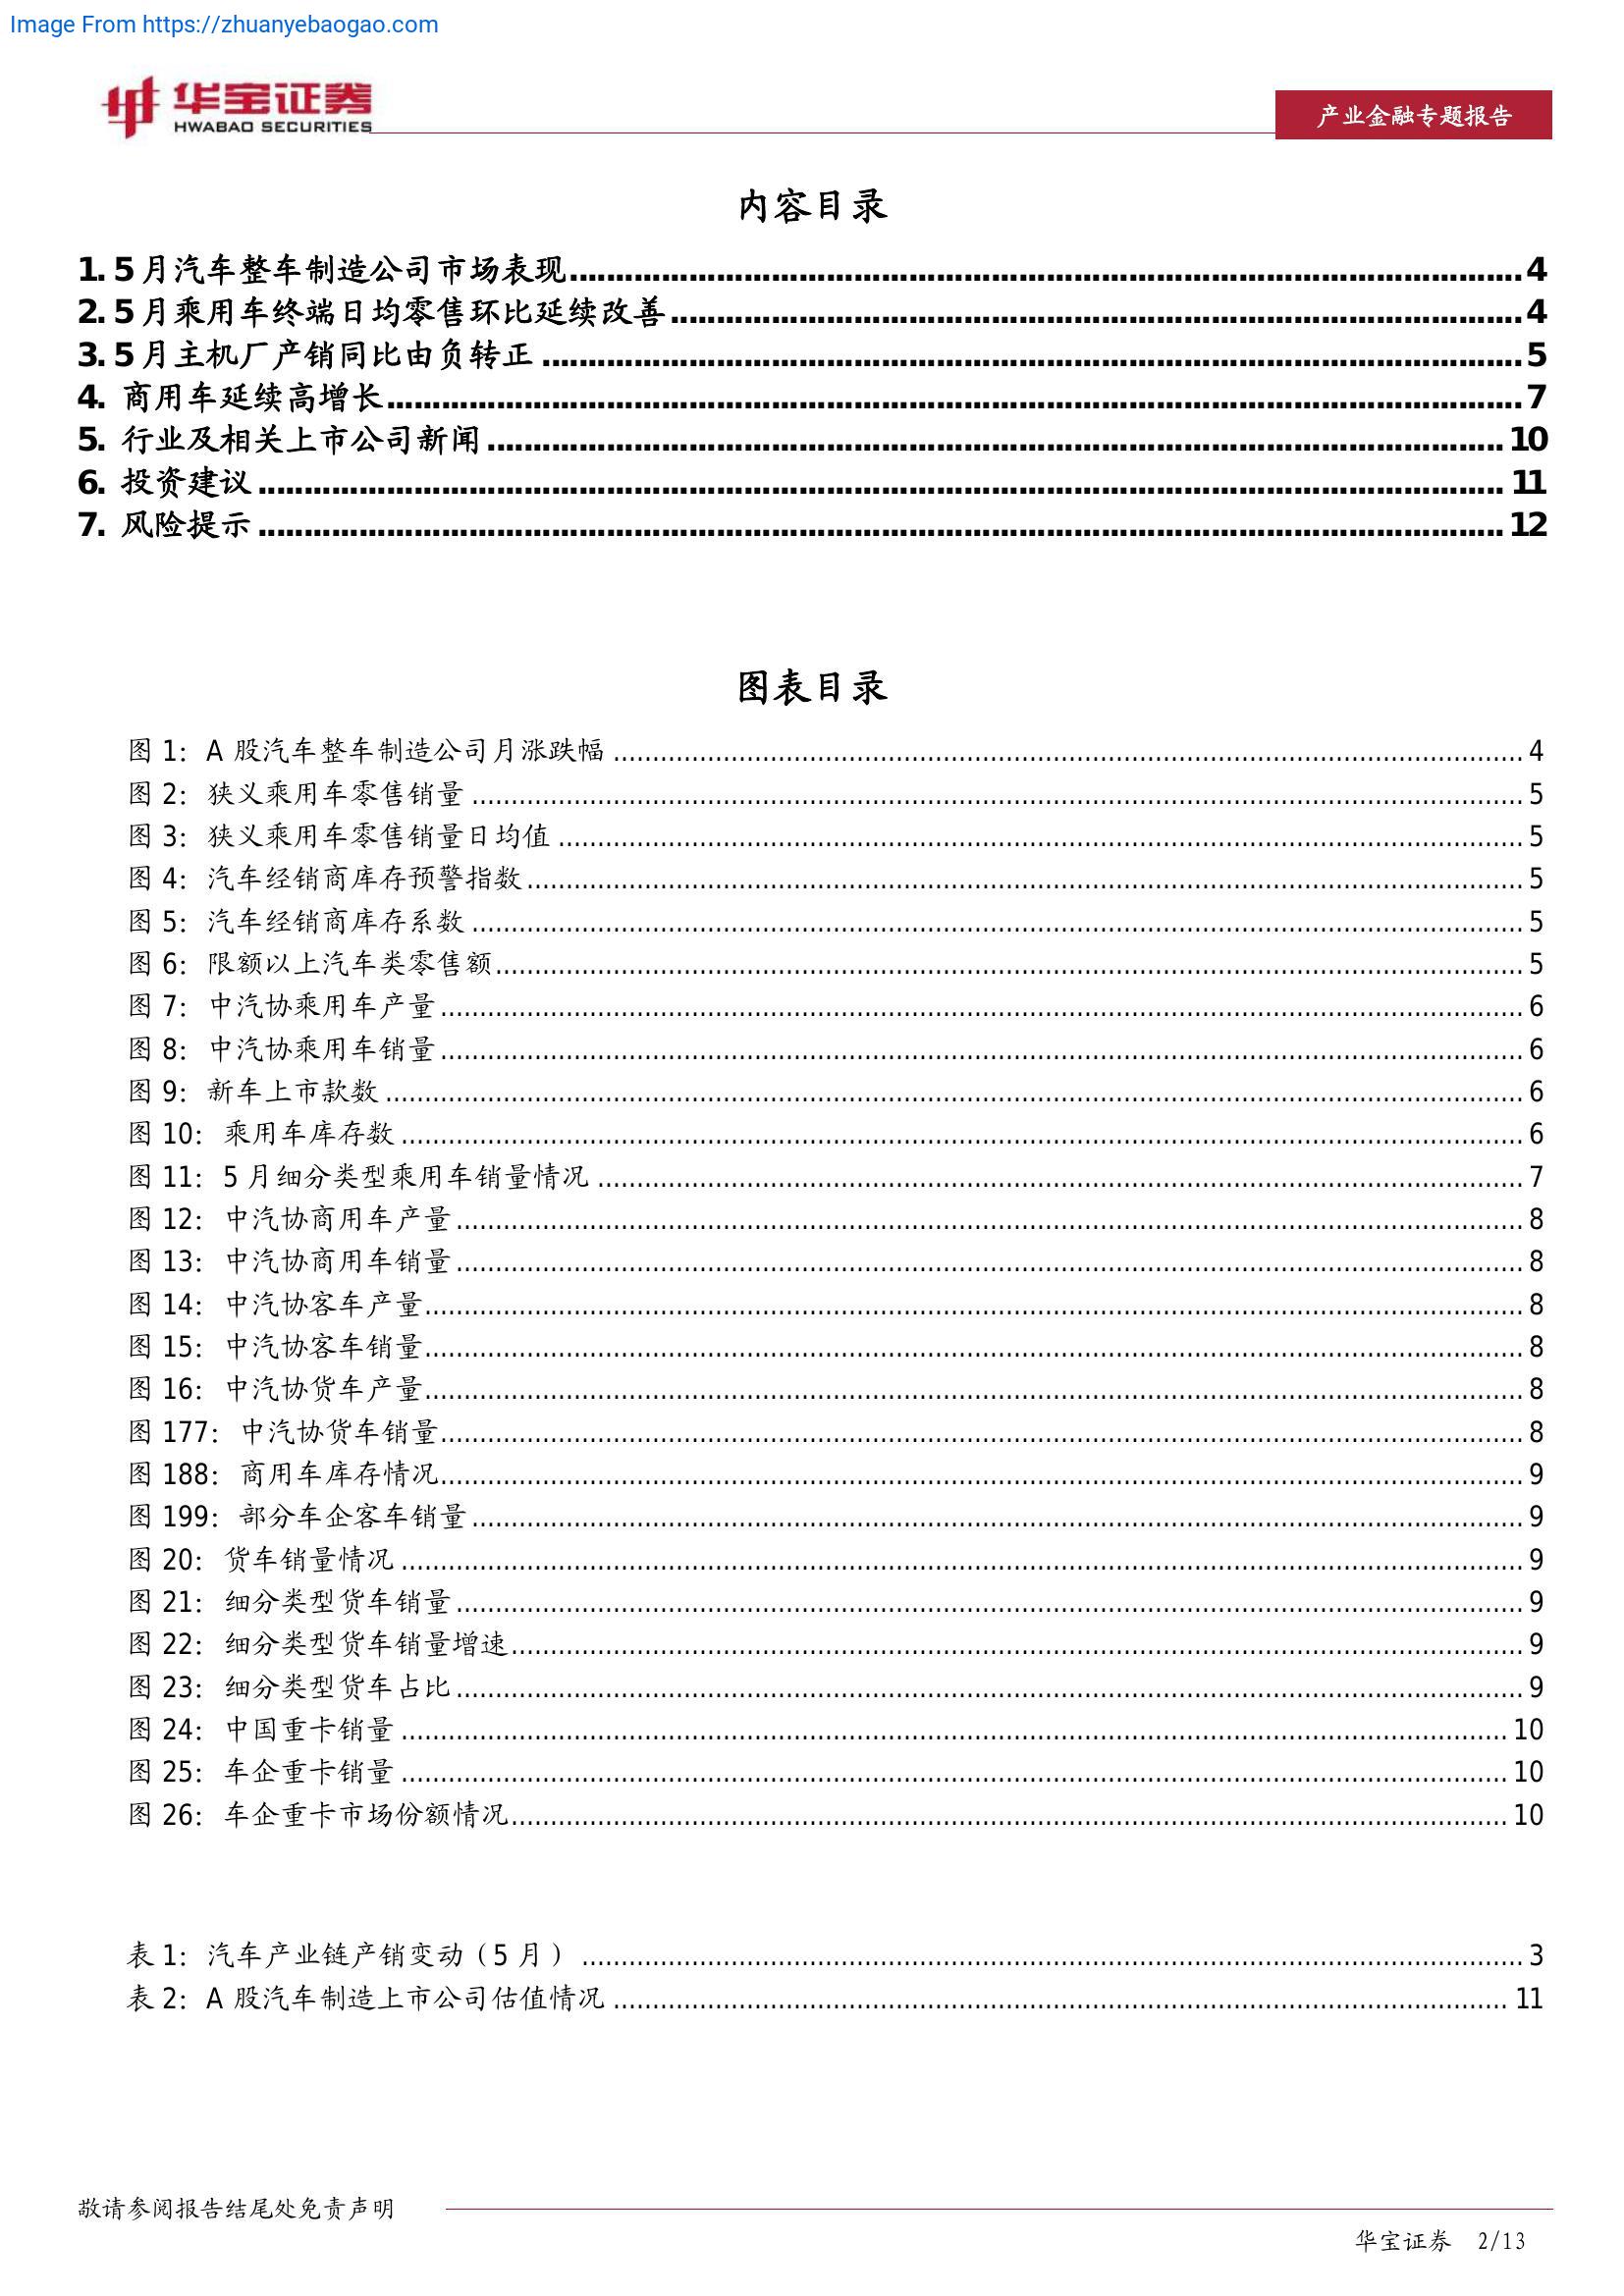 Image From https://zhuanyebaogao.com
华宝证券
HWABAO SECURITIES
产业金融专题报告
内容目录
1. 5 月汽车整车制造公司市场表现 4
2. 5 月乘用车终端日均零售环比延续改善 4
3. 5 月主机厂产销同比由负转正 5
4. 商用车延续高增长 7
5. 行业及相关上市公司新闻 10
6. 投资建议 11
7. 风险提示 12
图表目录
图 1：A 股汽车整车制造公司月涨跌幅 4
图 2：狭义乘用车零售销量 5
图 3：狭义乘用车零售销量日均值 5
图 4：汽车经销商库存预警指数 5
图 5：汽车经销商库存系数 5
图 6：限额以上汽车类零售额 5
图 7：中汽协乘用车产量 6
图 8：中汽协乘用车销量 6
图 9：新车上市款数 6
图 10：乘用车库存数 6
图 11：5 月细分类型乘用车销量情况 7
图 12：中汽协商用车产量 8
图 13：中汽协商用车销量 8
图 14：中汽协客车产量 8
图 15：中汽协客车销量 8
图 16：中汽协货车产量 8
图 177：中汽协货车销量 8
图 188：商用车库存情况 9
图 199：部分车企客车销量 9
图 20：货车销量情况 9
图 21：细分类型货车销量 9
图 22：细分类型货车销量增速 9
图 23：细分类型货车占比 9
图 24：中国重卡销量 10
图 25：车企重卡销量 10
图 26：车企重卡市场份额情况 10
表 1：汽车产业链产销变动（5 月） 3
表 2：A 股汽车制造上市公司估值情况 11
敬请参阅报告结尾处免责声明
华宝证券 2/13